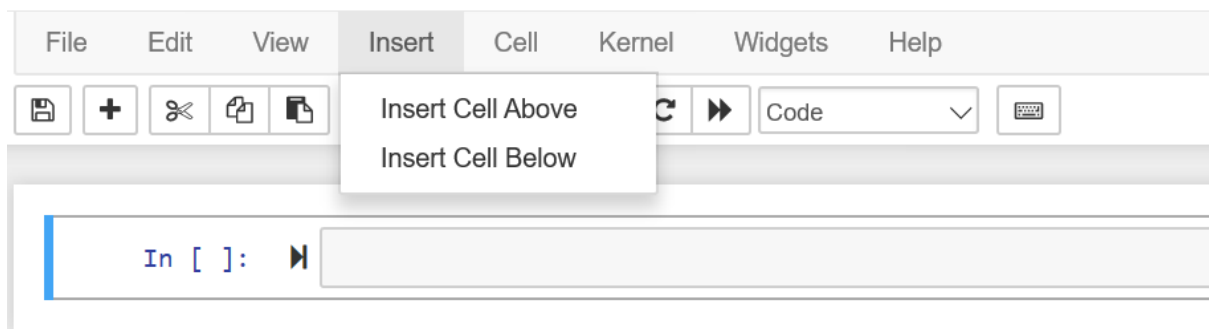 File Edit View Insert Cell Kernel Widgets Help
Insert Cell Above
Code
Insert Cell Below
In [ ]: